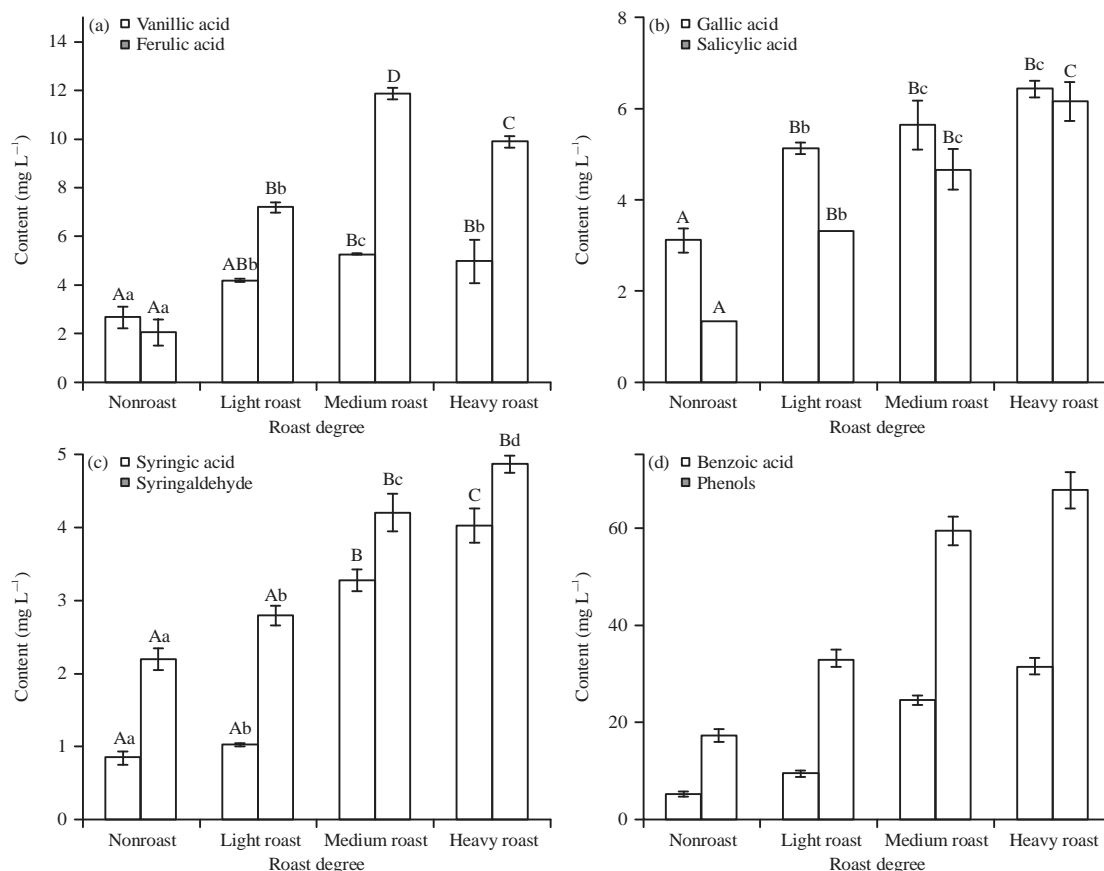 (a) Vanillic acid
Ferulic acid
14
12
10
8
6
4
2
0
Content (mg L⁻¹)
Aa
Aa
ABb
Bb
Bc
D
Bb
C
Nonroast Light roast Medium roast Heavy roast
Roast degree
(b) Gallic acid
Salicylic acid
8
6
4
2
0
Content (mg L⁻¹)
A
A
Bb
Bb
Bc
Bc
Bc
C
Nonroast Light roast Medium roast Heavy roast
Roast degree
(c) Syringic acid
Syringaldehyde
5
4
3
2
1
0
Content (mg L⁻¹)
Aa
Aa
Ab
Ab
B
Bc
C
Bd
Nonroast Light roast Medium roast Heavy roast
Roast degree
(d) Benzoic acid
Phenols
60
40
20
0
Content (mg L⁻¹)
Nonroast Light roast Medium roast Heavy roast
Roast degree